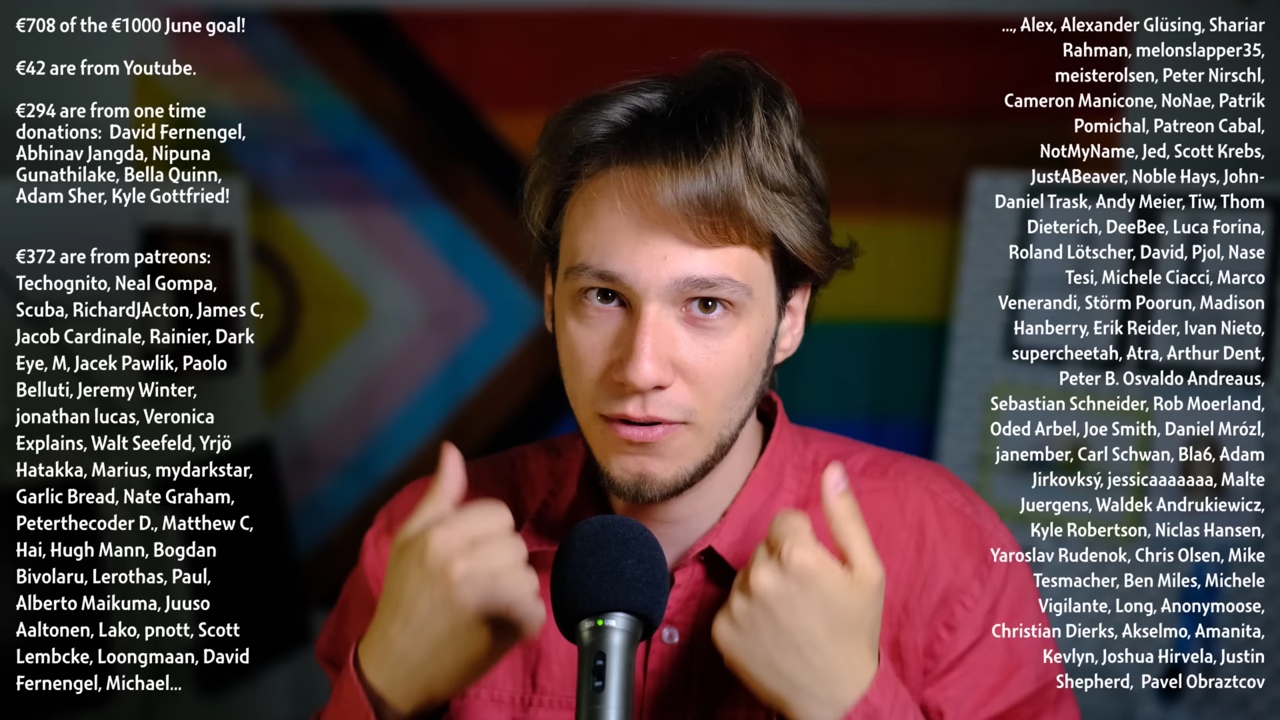 €708 of the €1000 June goal!
€42 are from Youtube.
€294 are from one time
donations:  David Fernengel,
Abhinav Jangda, Nipuna
Gunathilake, Bella Quinn,
Adam Sher, Kyle Gottfried!
€372 are from patreons:
Techognito, Neal Gompa,
Scuba, RichardJActon, James C,
Jacob Cardinale, Rainier, Dark
Eye, M, Jacek Pawlik, Paolo
Belluti, Jeremy Winter,
jonathan lucas, Veronica
Explains, Walt Seefeld, Yrjö
Hatakka, Marius, mydarkstar,
Garlic Bread, Nate Graham,
Peterthecoder D., Matthew C,
Hai, Hugh Mann, Bogdan
Bivolaru, Lerothas, Paul,
Alberto Maikuma, Juuso
Aaltonen, Lako, pnott, Scott
Lembcke, Loongmaan, David
Fernengel, Michael...
..., Alex, Alexander Glüsing, Shariar
Rahman, melonslapper35,
meisterolsen, Peter Nirschl,
Cameron Manicone, NoNae, Patrik
Pomichal, Patreon Cabal,
NotMyName, Jed, Scott Krebs,
JustABeaver, Noble Hays, John-
Daniel Trask, Andy Meier, Tiw, Thom
Dieterich, DeeBee, Luca Forina,
Roland Lötscher, David, Pjol, Nase
Tesi, Michele Ciacci, Marco
Venerandi, Störm Poorun, Madison
Hanberry, Erik Reider, Ivan Nieto,
supercheetah, Atra, Arthur Dent,
Peter B. Osvaldo Andreaus,
Sebastian Schneider, Rob Moerland,
Oded Arbel, Joe Smith, Daniel Mrózl,
janember, Carl Schwan, Bla6, Adam
Jirkovksý, jessicaaaaaaa, Malte
Juergens, Waldek Andrukiewicz,
Kyle Robertson, Niclas Hansen,
Yaroslav Rudenok, Chris Olsen, Mike
Tesmacher, Ben Miles, Michele
Vigilante, Long, Anonymoose,
Christian Dierks, Akselmo, Amanita,
Kevlyn, Joshua Hirvela, Justin
Shepherd,  Pavel Obraztcov
USB